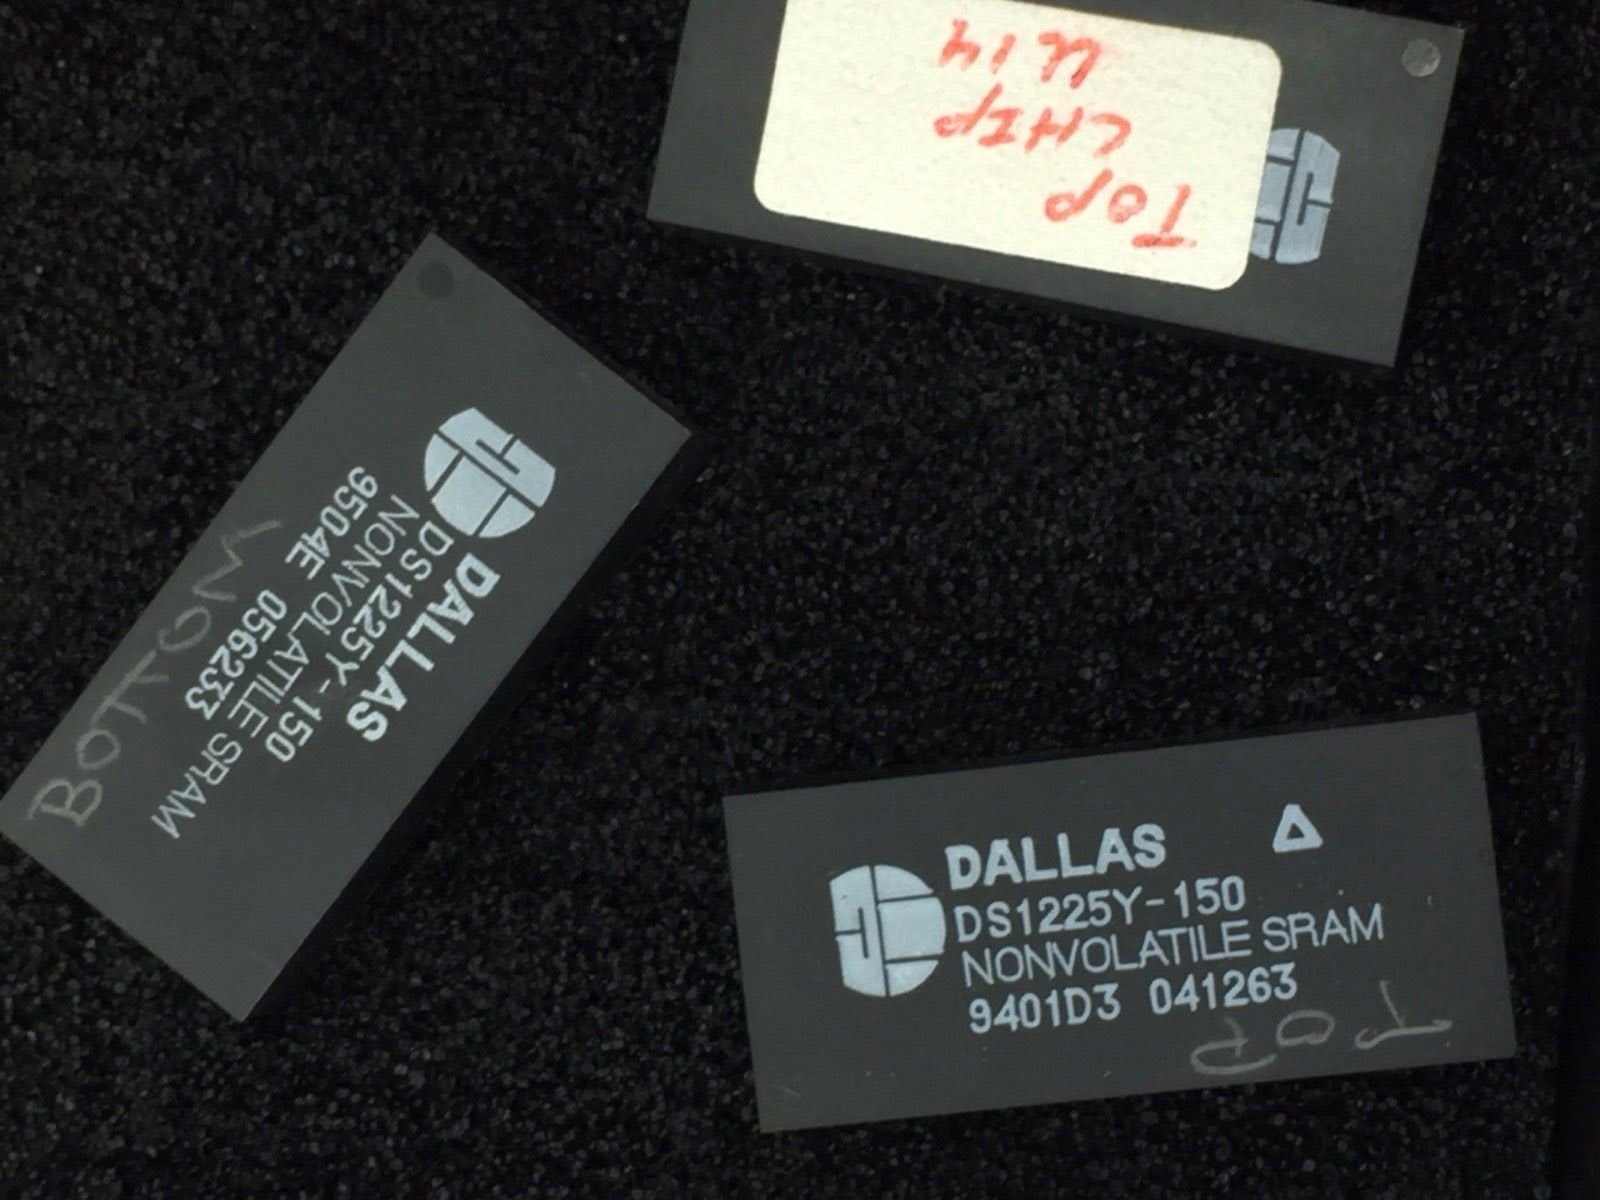 TOP
CHIP
U14
DALLAS
DS1225Y-150
NONVOLATILE SRAM
9504E 056233
BOTTOM
DALLAS
DS1225Y-150
NONVOLATILE SRAM
9401D3 041263
TOP